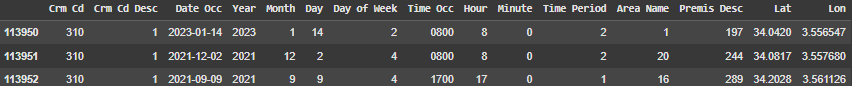 Crm Cd Crm Cd Desc Date Occ Year Month Day Day of Week Time Occ Hour Minute Time Period Area Name Premis Desc Lat Lon
113950 310 1 2023-01-14 2023 1 14 2 0800 8 0 2 1 197 34.0420 3.556547
113951 310 1 2021-12-02 2021 12 2 4 0800 8 0 2 20 244 34.0817 3.557680
113952 310 1 2021-09-09 2021 9 9 4 1700 17 0 1 16 289 34.2028 3.561126